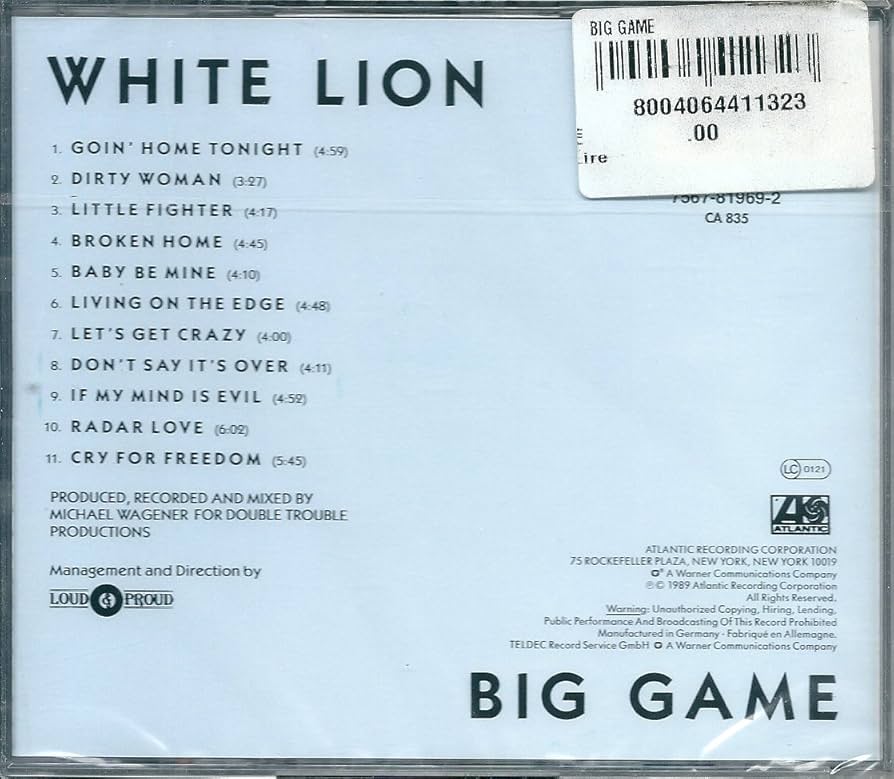 WHITE LION
1. GOIN' HOME TONIGHT (4:59)
2. DIRTY WOMAN (3:27)
3. LITTLE FIGHTER (4:17)
4. BROKEN HOME (4:45)
5. BABY BE MINE (4:10)
6. LIVING ON THE EDGE (4:48)
7. LET'S GET CRAZY (4:00)
8. DON'T SAY IT'S OVER (4:11)
9. IF MY MIND IS EVIL (4:52)
10. RADAR LOVE (6:02)
11. CRY FOR FREEDOM (5:45)
PRODUCED, RECORDED AND MIXED BY
MICHAEL WAGENER FOR DOUBLE TROUBLE
PRODUCTIONS
Management and Direction by
LOUD & PROUD
BIG GAME
8004064411323
.00
7567-81969-2
CA 835
LC 0121
ATLANTIC
ATLANTIC RECORDING CORPORATION
75 ROCKEFELLER PLAZA, NEW YORK, NEW YORK 10019
® A Warner Communications Company
℗© 1989 Atlantic Recording Corporation
All Rights Reserved.
Warning: Unauthorized Copying, Hiring, Lending,
Public Performance And Broadcasting Of This Record Prohibited
Manufactured in Germany - Fabriqué en Allemagne.
TELDEC Record Service GmbH A Warner Communications Company
BIG GAME